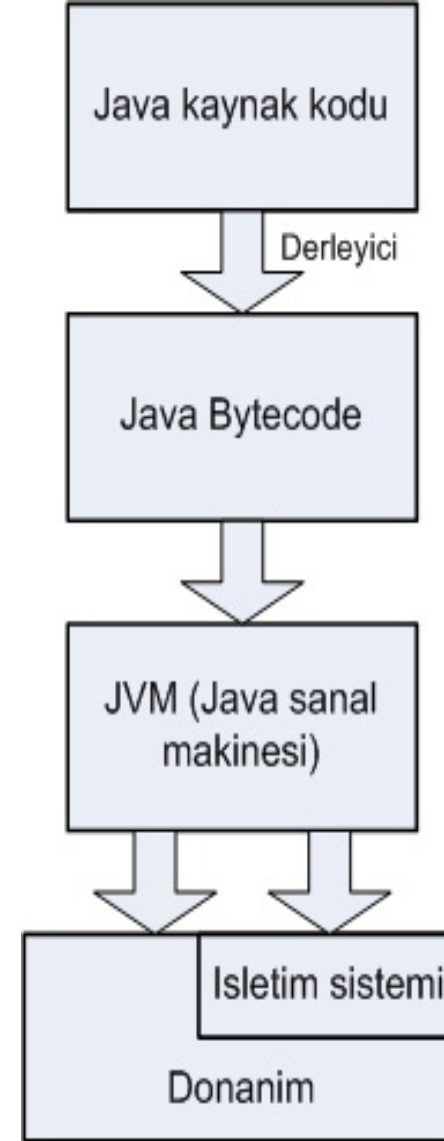 Java kaynak kodu
Derleyici
Java Bytecode
JVM (Java sanal
makinesi)
Isletim sistemi
Donanim